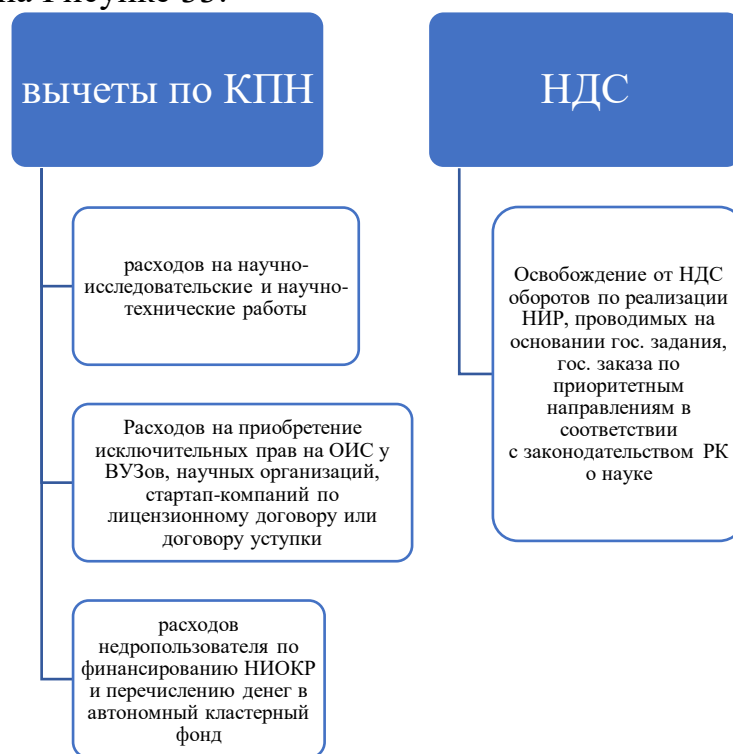 на Рисунке 33.
вычеты по КПН
НДС
расходов на научно-
исследовательские и научно-
технические работы
Расходов на приобретение
исключительных прав на ОИС у
ВУЗов, научных организаций,
стартап-компаний по
лицензионному договору или
договору уступки
расходов
недропользователя по
финансированию НИОКР
и перечислению денег в
автономный кластерный
фонд
Освобождение от НДС
оборотов по реализации
НИР, проводимых на
основании гос. задания,
гос. заказа по
приоритетным
направлениям в
соответствии
с законодательством РК
о науке